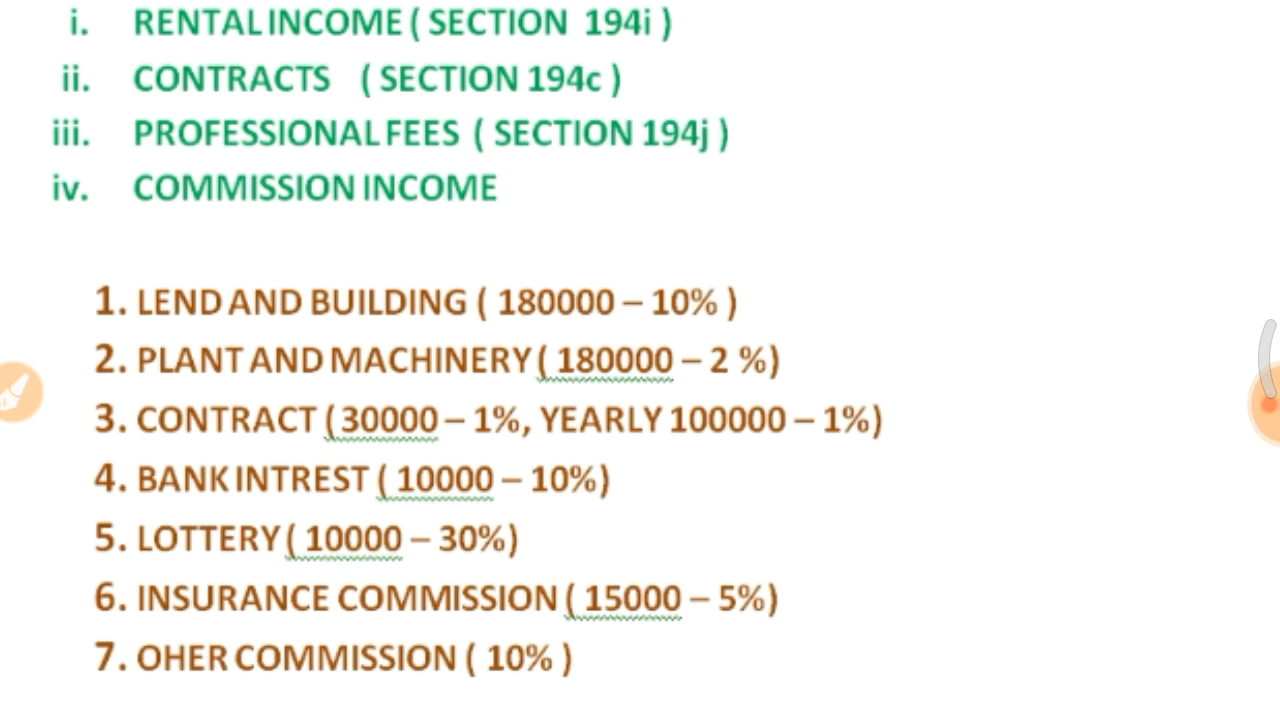 i. RENTAL INCOME ( SECTION 194i )
ii. CONTRACTS ( SECTION 194c )
iii. PROFESSIONAL FEES ( SECTION 194j )
iv. COMMISSION INCOME
1. LEND AND BUILDING ( 180000 – 10% )
2. PLANT AND MACHINERY ( 180000 – 2 %)
3. CONTRACT (30000 – 1%, YEARLY 100000 – 1%)
4. BANK INTREST ( 10000 – 10%)
5. LOTTERY ( 10000 – 30%)
6. INSURANCE COMMISSION ( 15000 – 5%)
7. OHER COMMISSION ( 10% )